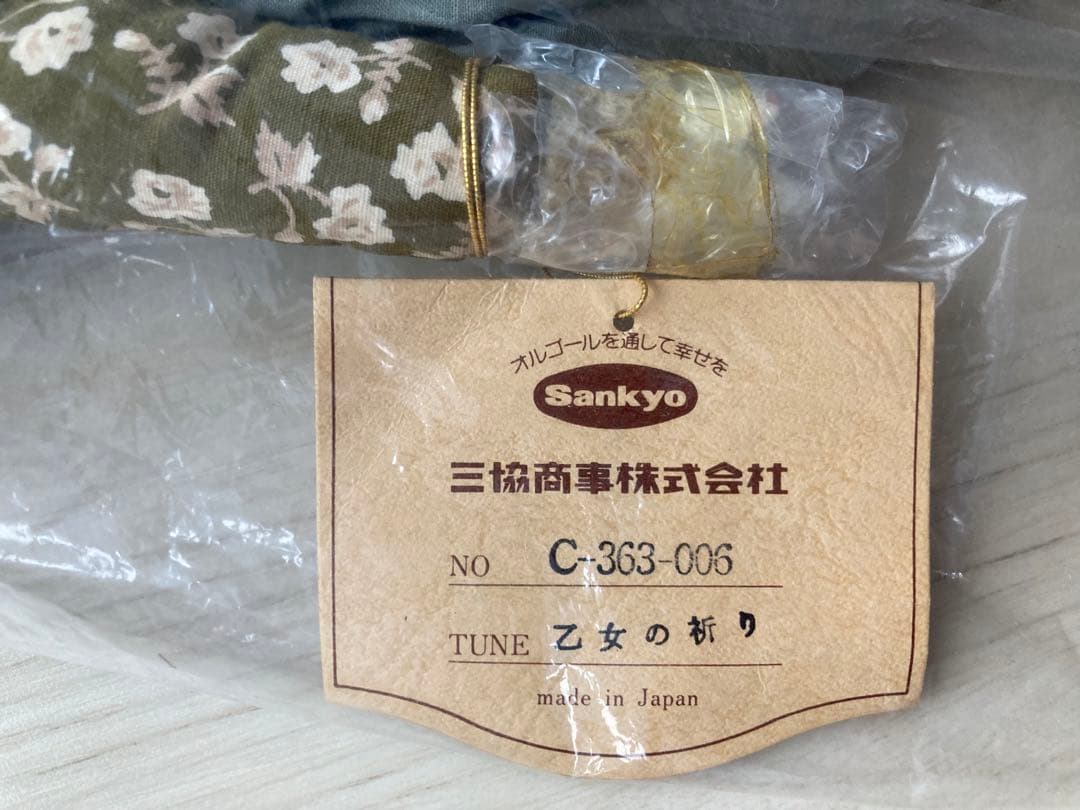 オルゴールを通して幸せを
Sankyo
三協商事株式会社
NO C-363-006
TUNE 乙女の祈り
made in Japan